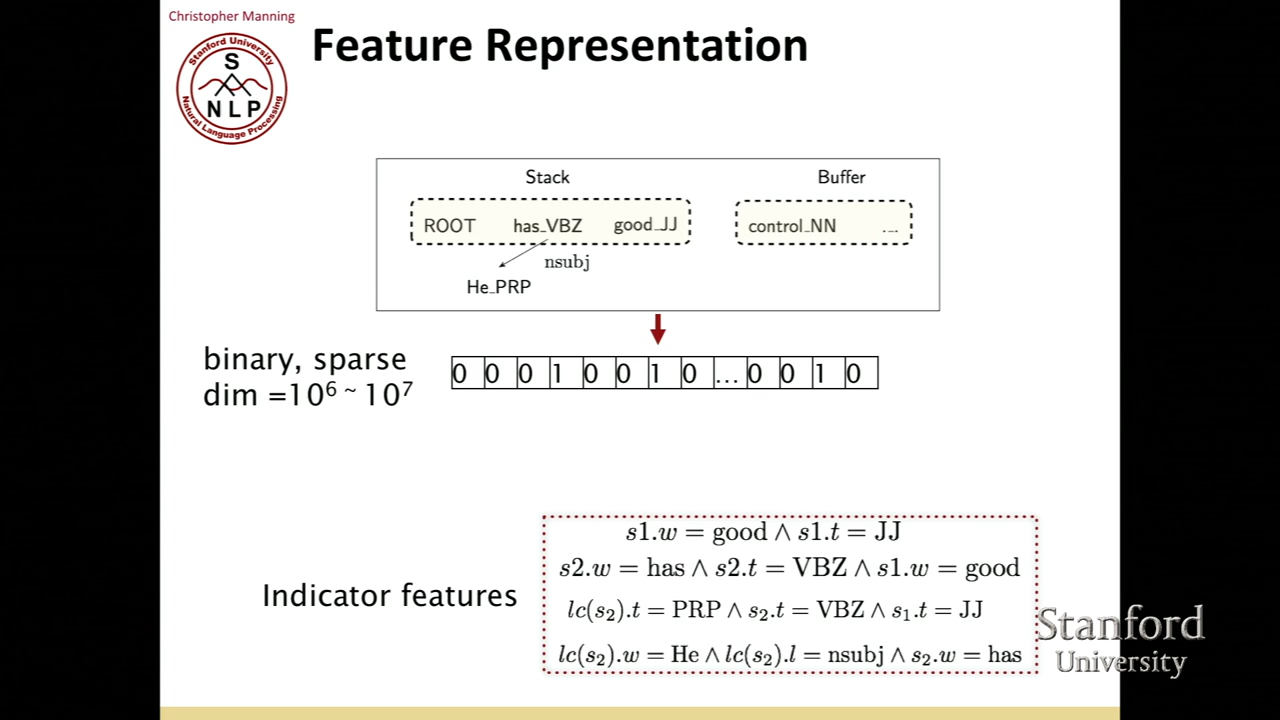 Christopher Manning
Feature Representation
Stanford University
S
NLP
Natural Language Processing
Stack Buffer
ROOT has_VBZ good_JJ control_NN ...
nsubj
He_PRP
binary, sparse
dim =10⁶ ~ 10⁷
0 0 0 1 0 0 1 0 ... 0 0 1 0
s1.w = good ∧ s1.t = JJ
s2.w = has ∧ s2.t = VBZ ∧ s1.w = good
Indicator features
lc(s₂).t = PRP ∧ s₂.t = VBZ ∧ s₁.t = JJ
lc(s₂).w = He ∧ lc(s₂).l = nsubj ∧ s₂.w = has
Stanford
University